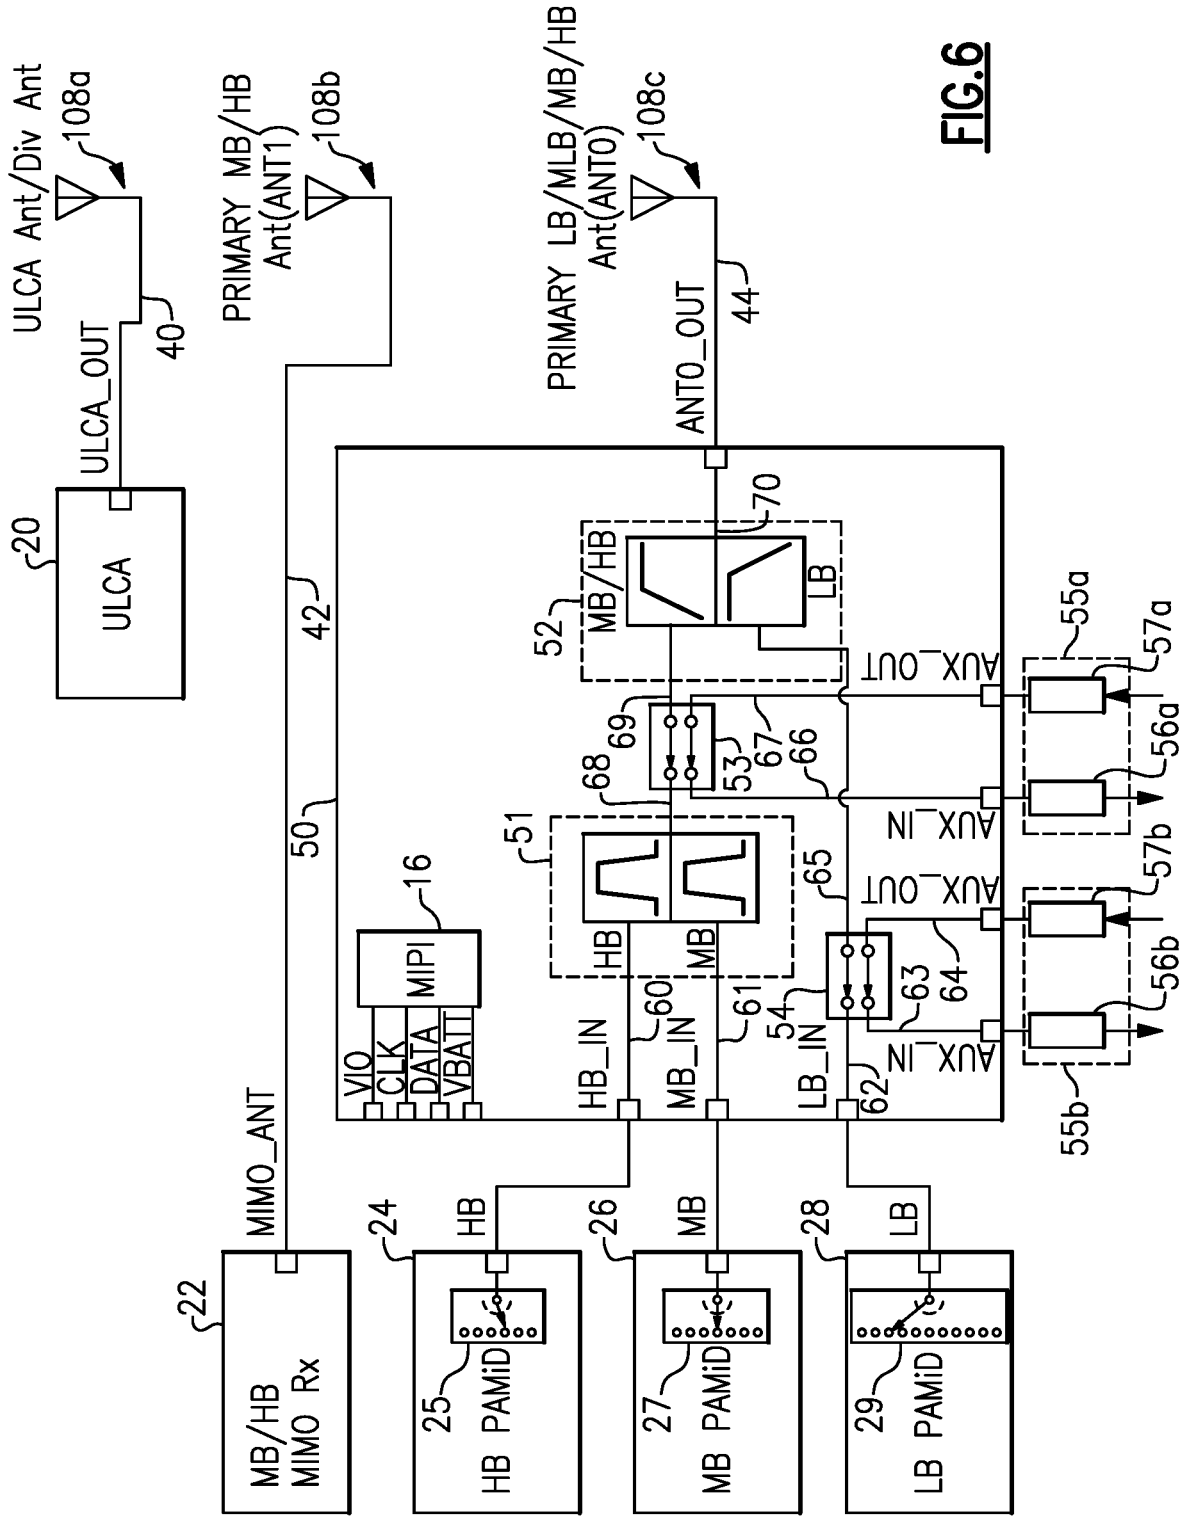 ULCA Ant/Div Ant
108a
40
ULCA_OUT
20
ULCA
PRIMARY MB/HB
Ant(ANT1)
108b
42
MIMO_ANT
22
MB/HB
MIMO Rx
PRIMARY LB/MLB/MB/HB
Ant(ANT0)
108c
44
ANT0_OUT
50
16
MIPI
VIO
CLK
DATA
VBATT
52
MB/HB
LB
70
69
53
68
67
66
51
HB
MB
65
54
64
63
HB_IN
60
MB_IN
61
LB_IN
62
AUX_OUT
AUX_IN
AUX_OUT
AUX_IN
55a
57a
56a
57b
56b
55b
24
HB
25
HB PAMiD
26
MB
27
MB PAMiD
28
LB
29
LB PAMiD
FIG.6